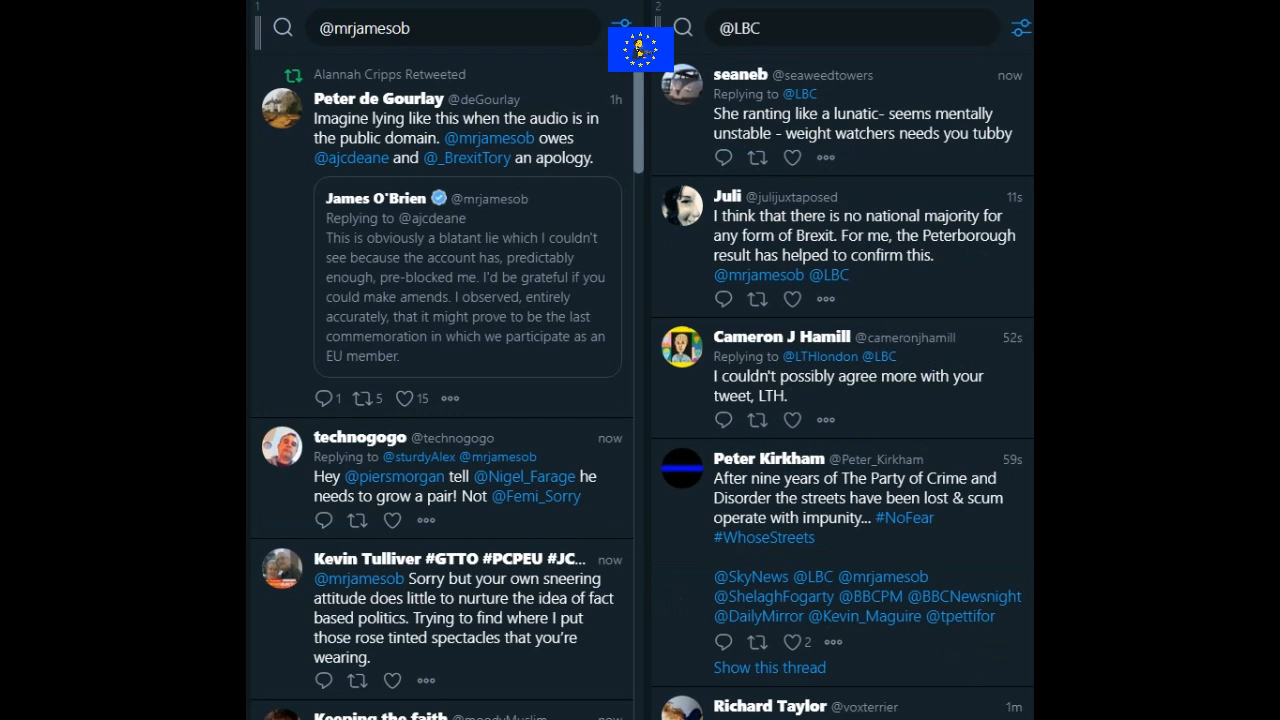 1
@mrjamesob
Alannah Cripps Retweeted
Peter de Gourlay @deGourlay 1h
Imagine lying like this when the audio is in
the public domain. @mrjamesob owes
@ajcdeane and @_BrexitTory an apology.
James O'Brien @mrjamesob
Replying to @ajcdeane
This is obviously a blatant lie which I couldn't
see because the account has, predictably
enough, pre-blocked me. I'd be grateful if you
could make amends. I observed, entirely
accurately, that it might prove to be the last
commemoration in which we participate as an
EU member.
1 5 15
technogogo @technogogo now
Replying to @sturdyAlex @mrjamesob
Hey @piersmorgan tell @Nigel_Farage he
needs to grow a pair! Not @Femi_Sorry
Kevin Tulliver #GTTO #PCPEU #JC... now
@mrjamesob Sorry but your own sneering
attitude does little to nurture the idea of fact
based politics. Trying to find where I put
those rose tinted spectacles that you're
wearing.
Keeping the faith @moodyMuslim now
2
@LBC
seaneb @seaweedtowers now
Replying to @LBC
She ranting like a lunatic- seems mentally
unstable - weight watchers needs you tubby
Juli @julijuxtaposed 11s
I think that there is no national majority for
any form of Brexit. For me, the Peterborough
result has helped to confirm this.
@mrjamesob @LBC
Cameron J Hamill @cameronjhamill 52s
Replying to @LTHlondon @LBC
I couldn't possibly agree more with your
tweet, LTH.
Peter Kirkham @Peter_Kirkham 59s
After nine years of The Party of Crime and
Disorder the streets have been lost & scum
operate with impunity... #NoFear
#WhoseStreets
@SkyNews @LBC @mrjamesob
@ShelaghFogarty @BBCPM @BBCNewsnight
@DailyMirror @Kevin_Maguire @tpettifor
2
Show this thread
Richard Taylor @voxterrier 1m